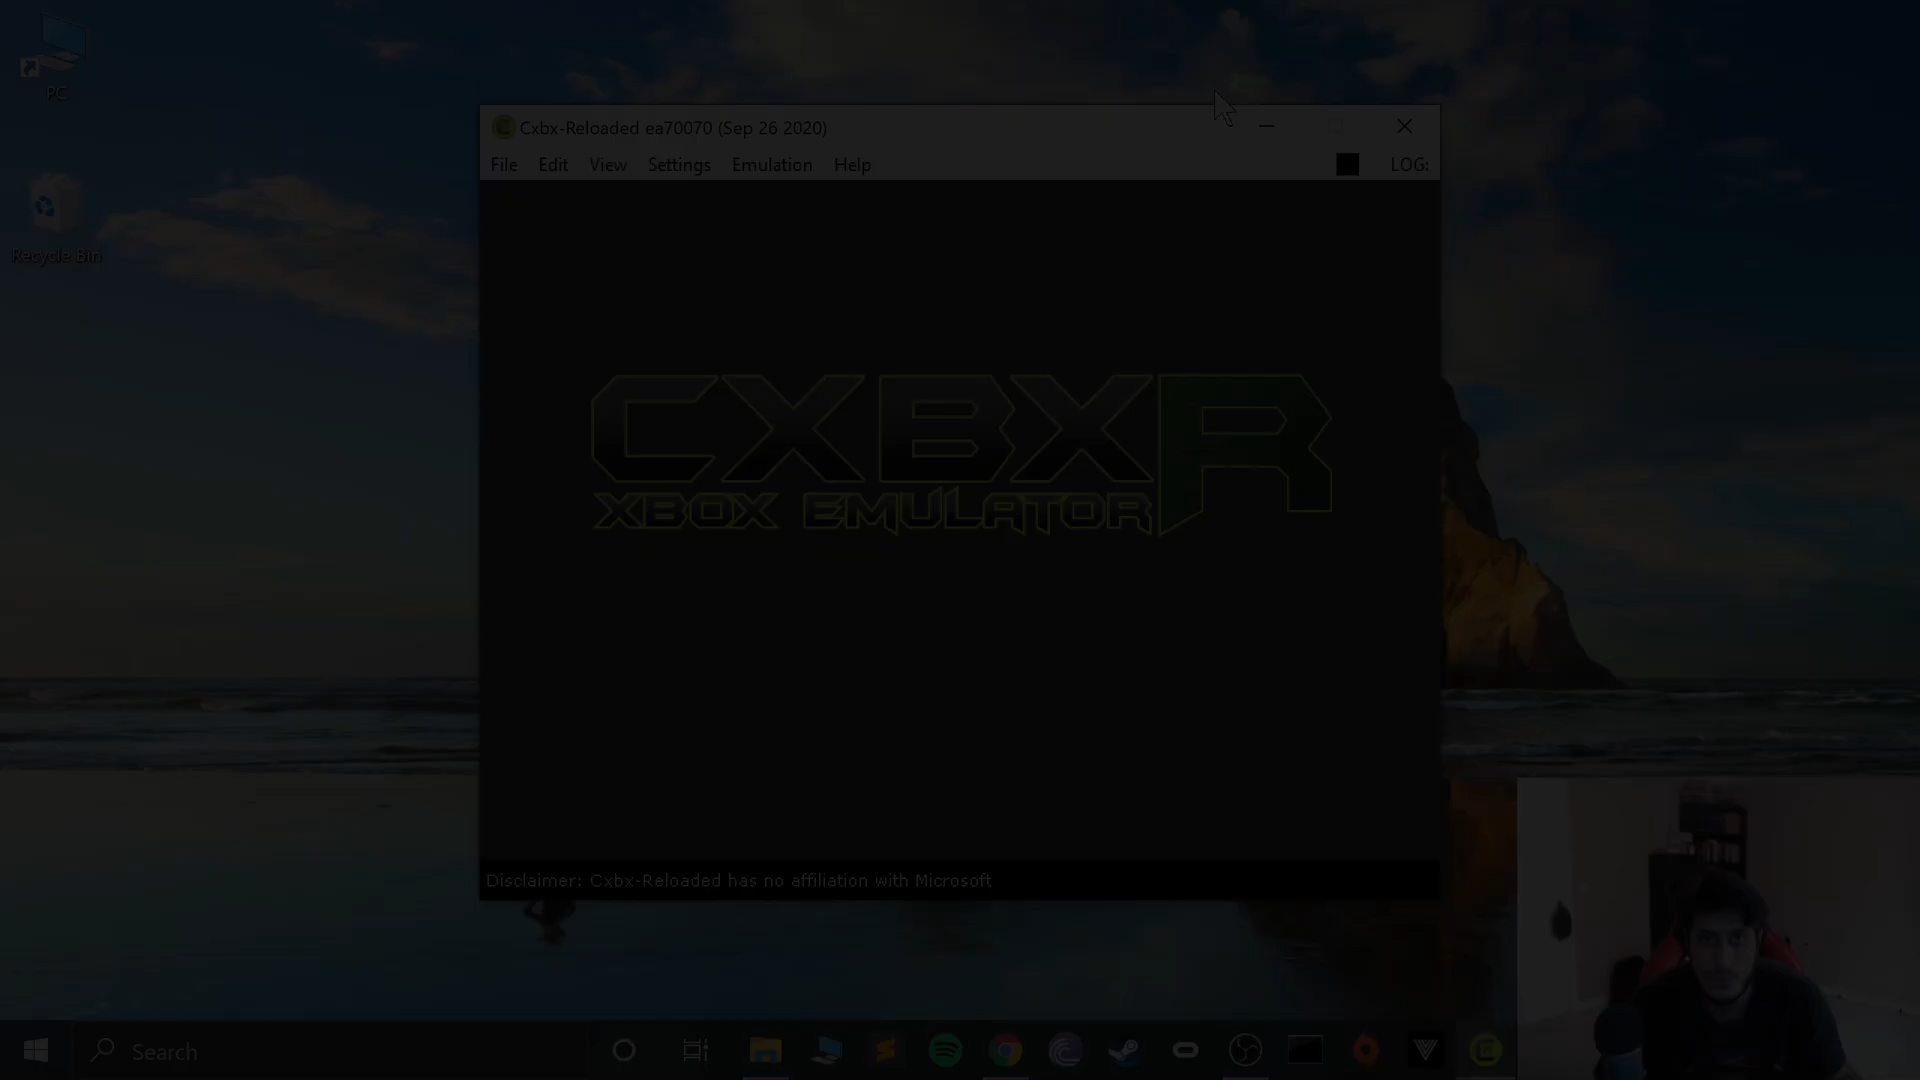 PC
Recycle Bin
Cxbx-Reloaded ea70070 (Sep 26 2020)
File Edit View Settings Emulation Help LOG:
CXBXR
XBOX EMULATOR
Disclaimer: Cxbx-Reloaded has no affiliation with Microsoft
Search